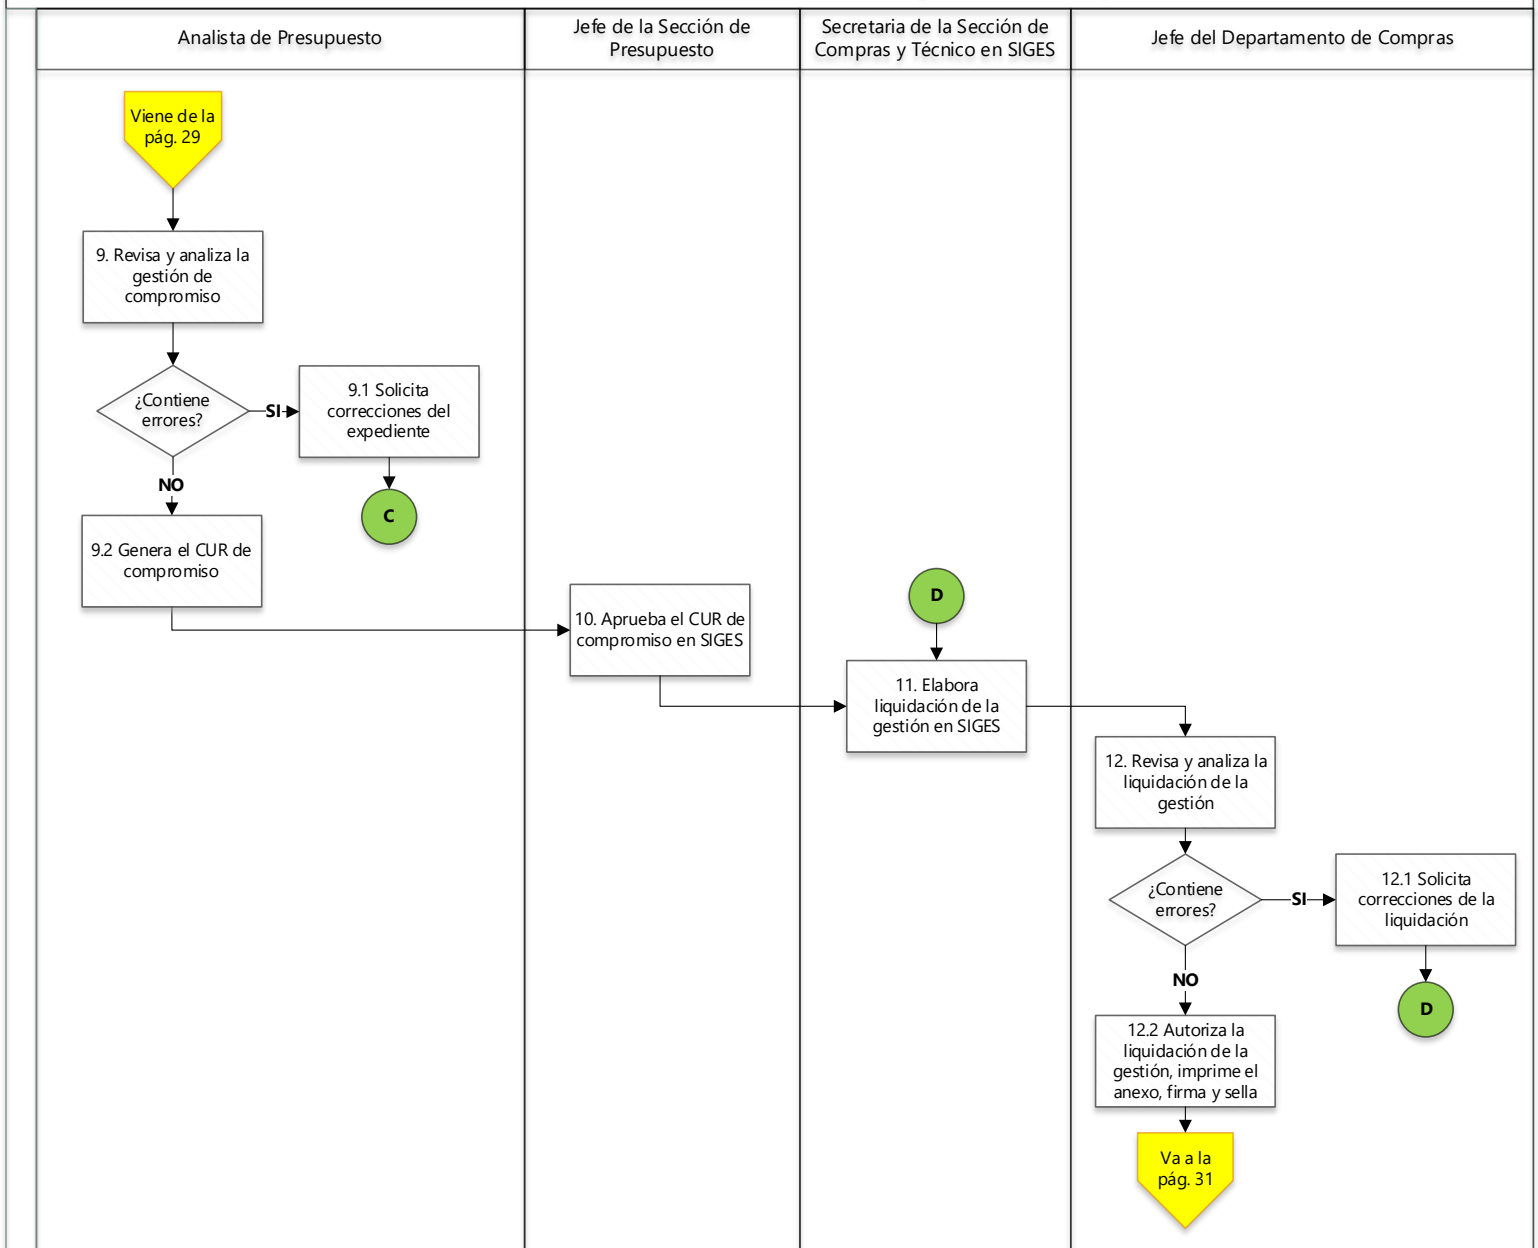 Analista de Presupuesto
Jefe de la Sección de
Presupuesto
Secretaria de la Sección de
Compras y Técnico en SIGES
Jefe del Departamento de Compras
Viene de la
pág. 29
9. Revisa y analiza la
gestión de
compromiso
¿Contiene
errores?
SI
9.1 Solicita
correcciones del
expediente
C
NO
9.2 Genera el CUR de
compromiso
10. Aprueba el CUR de
compromiso en SIGES
D
11. Elabora
liquidación de la
gestión en SIGES
12. Revisa y analiza la
liquidación de la
gestión
¿Contiene
errores?
SI
12.1 Solicita
correcciones de la
liquidación
D
NO
12.2 Autoriza la
liquidación de la
gestión, imprime el
anexo, firma y sella
Va a la
pág. 31